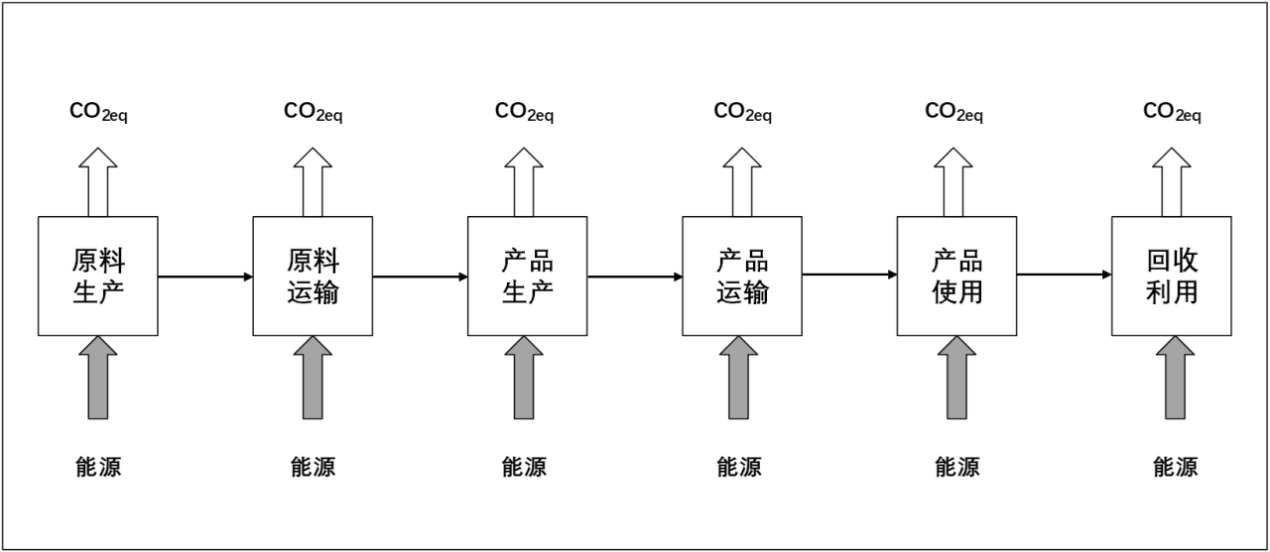 CO2eq CO2eq CO2eq CO2eq CO2eq CO2eq
原料 原料 产品 产品 产品 回收
生产 运输 生产 运输 使用 利用
能源 能源 能源 能源 能源 能源